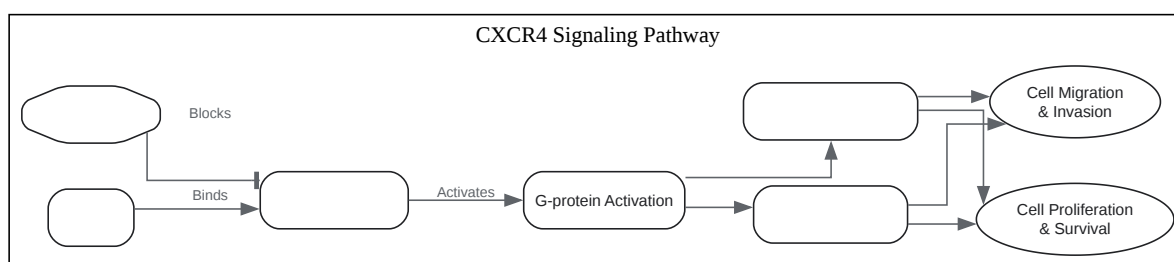 CXCR4 Signaling Pathway
Blocks
Binds
Activates
G-protein Activation
Cell Migration
& Invasion
Cell Proliferation
& Survival